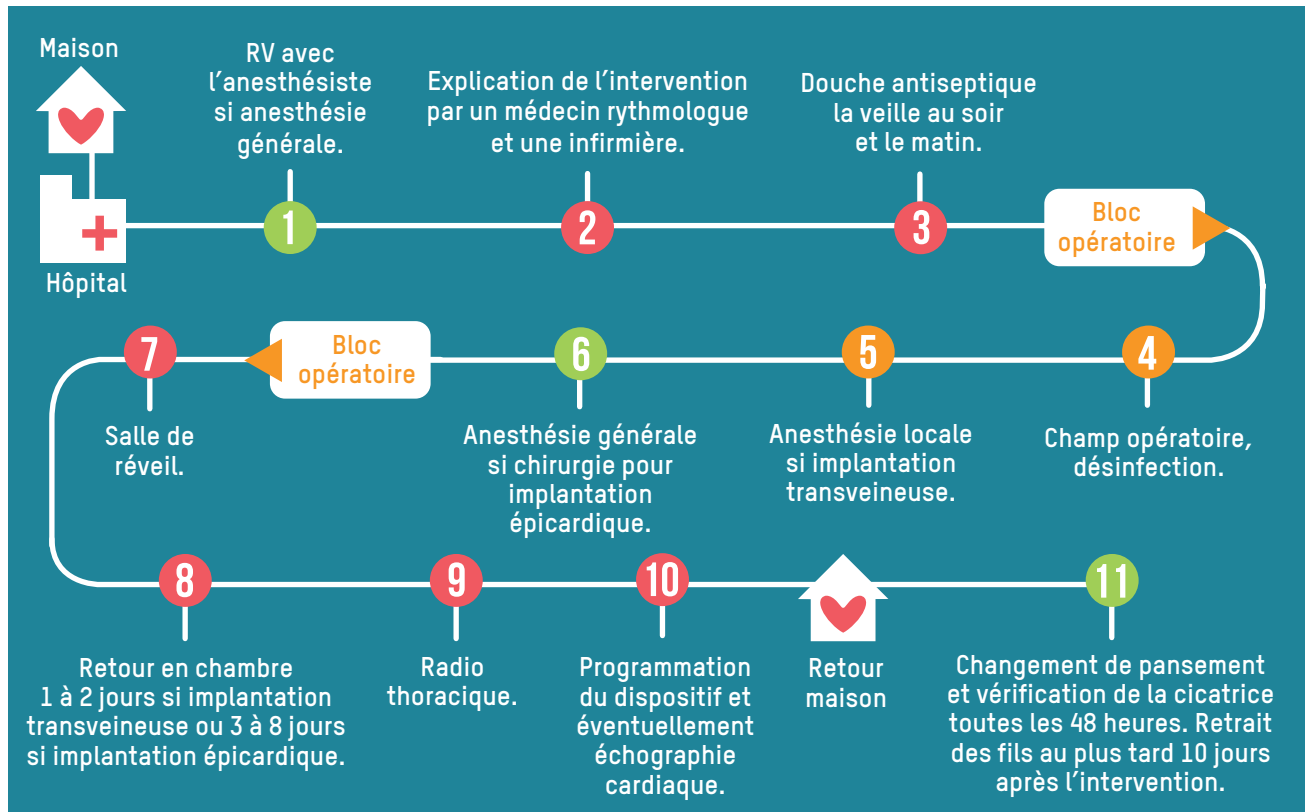 Maison
Hôpital
RV avec
l’anesthésiste
si anesthésie
générale.
1
Explication de l’intervention
par un médecin rythmologue
et une infirmière.
2
Douche antiseptique
la veille au soir
et le matin.
3
Bloc
opératoire
4
Champ opératoire,
désinfection.
5
Anesthésie locale
si implantation
transveineuse.
6
Anesthésie générale
si chirurgie pour
implantation
épicardique.
Bloc
opératoire
7
Salle de
réveil.
8
Retour en chambre
1 à 2 jours si implantation
transveineuse ou 3 à 8 jours
si implantation épicardique.
9
Radio
thoracique.
10
Programmation
du dispositif et
éventuellement
échographie
cardiaque.
Retour
maison
11
Changement de pansement
et vérification de la cicatrice
toutes les 48 heures. Retrait
des fils au plus tard 10 jours
après l’intervention.